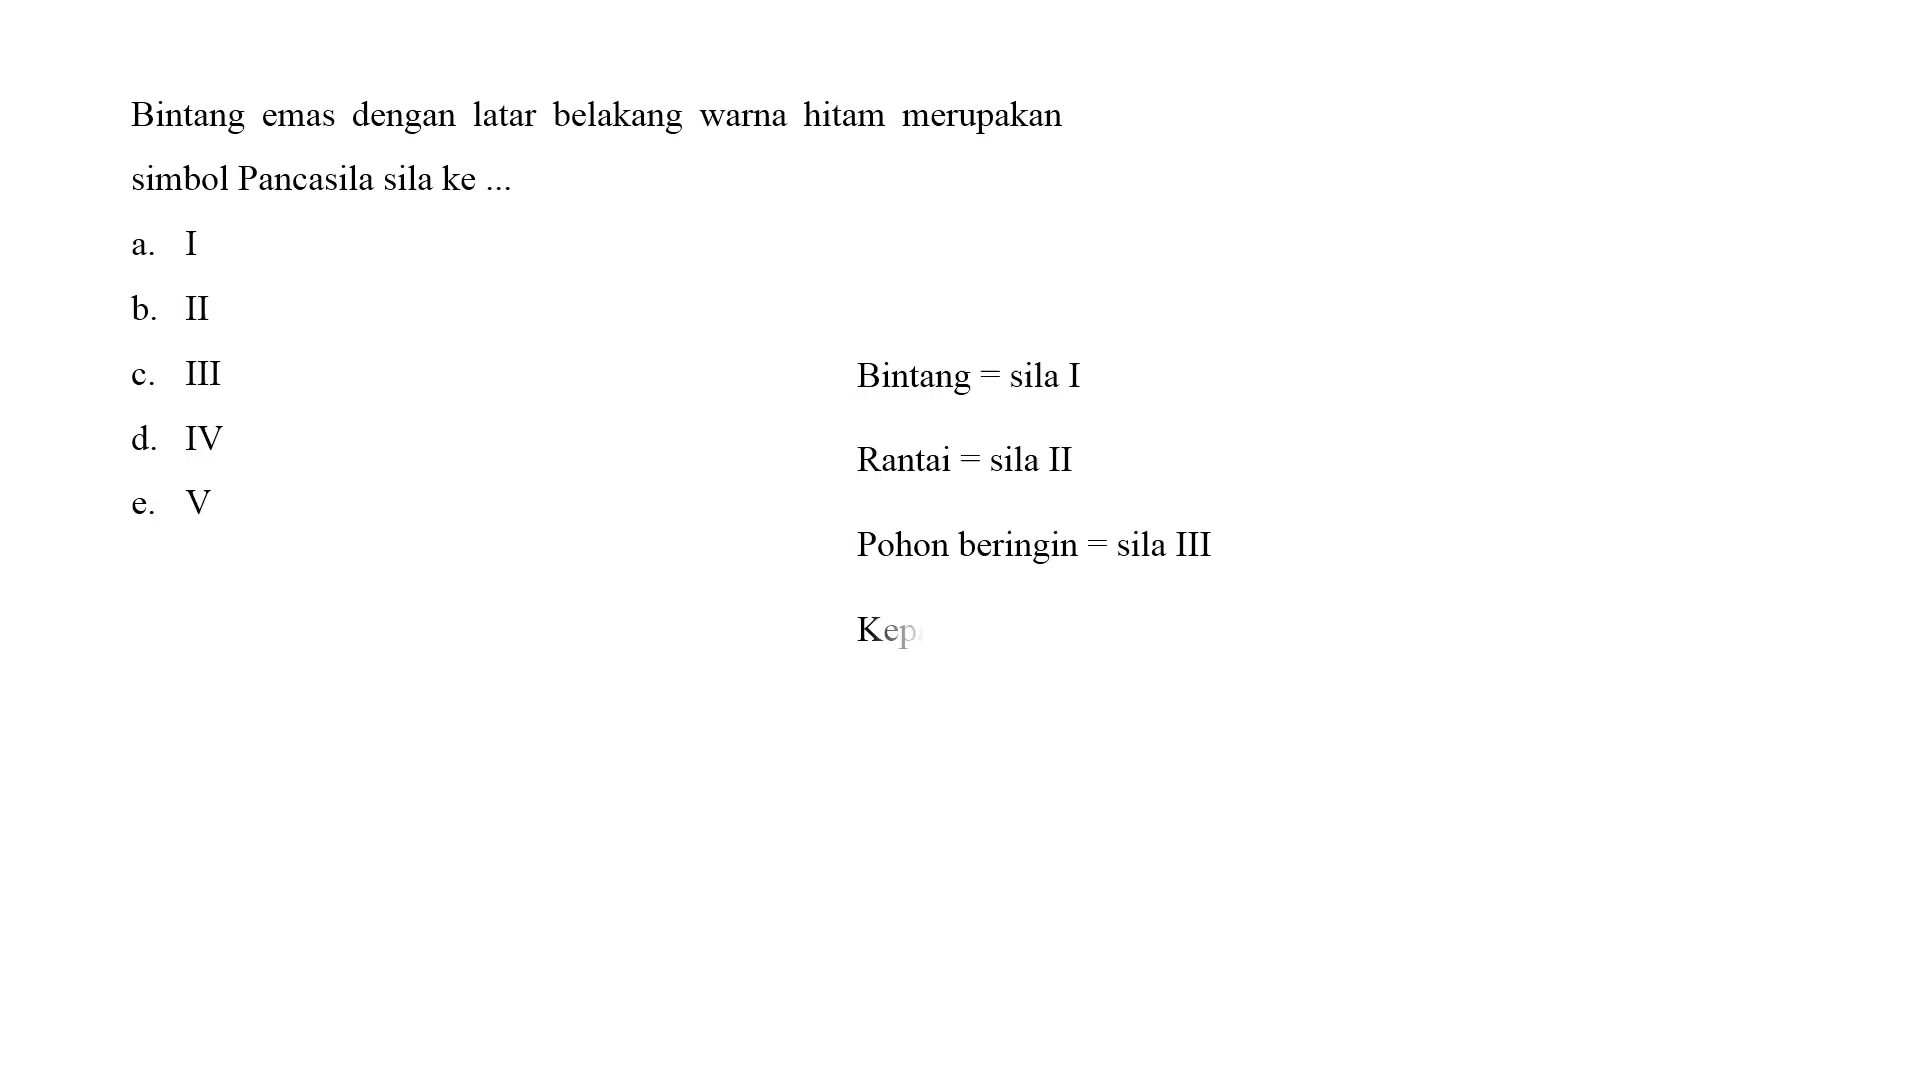 Bintang emas dengan latar belakang warna hitam merupakan
simbol Pancasila sila ke ...
a. I
b. II
c. III
d. IV
e. V
Bintang = sila I
Rantai = sila II
Pohon beringin = sila III
Kep